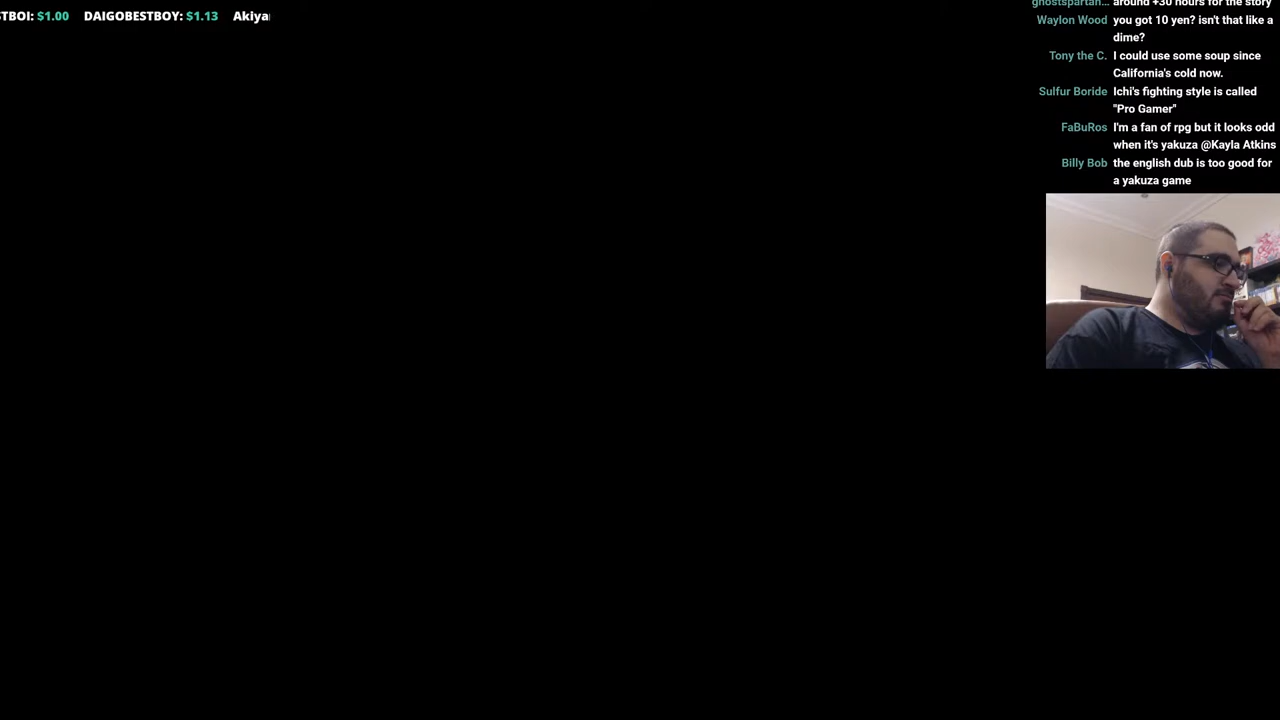 STBOI: $1.00 DAIGOBESTBOY: $1.13 Akiya
ghostspartan... around +30 hours for the story
Waylon Wood you got 10 yen? isn't that like a
dime?
Tony the C. I could use some soup since
California's cold now.
Sulfur Boride Ichi's fighting style is called
"Pro Gamer"
FaBuRos I'm a fan of rpg but it looks odd
when it's yakuza @Kayla Atkins
Billy Bob the english dub is too good for
a yakuza game